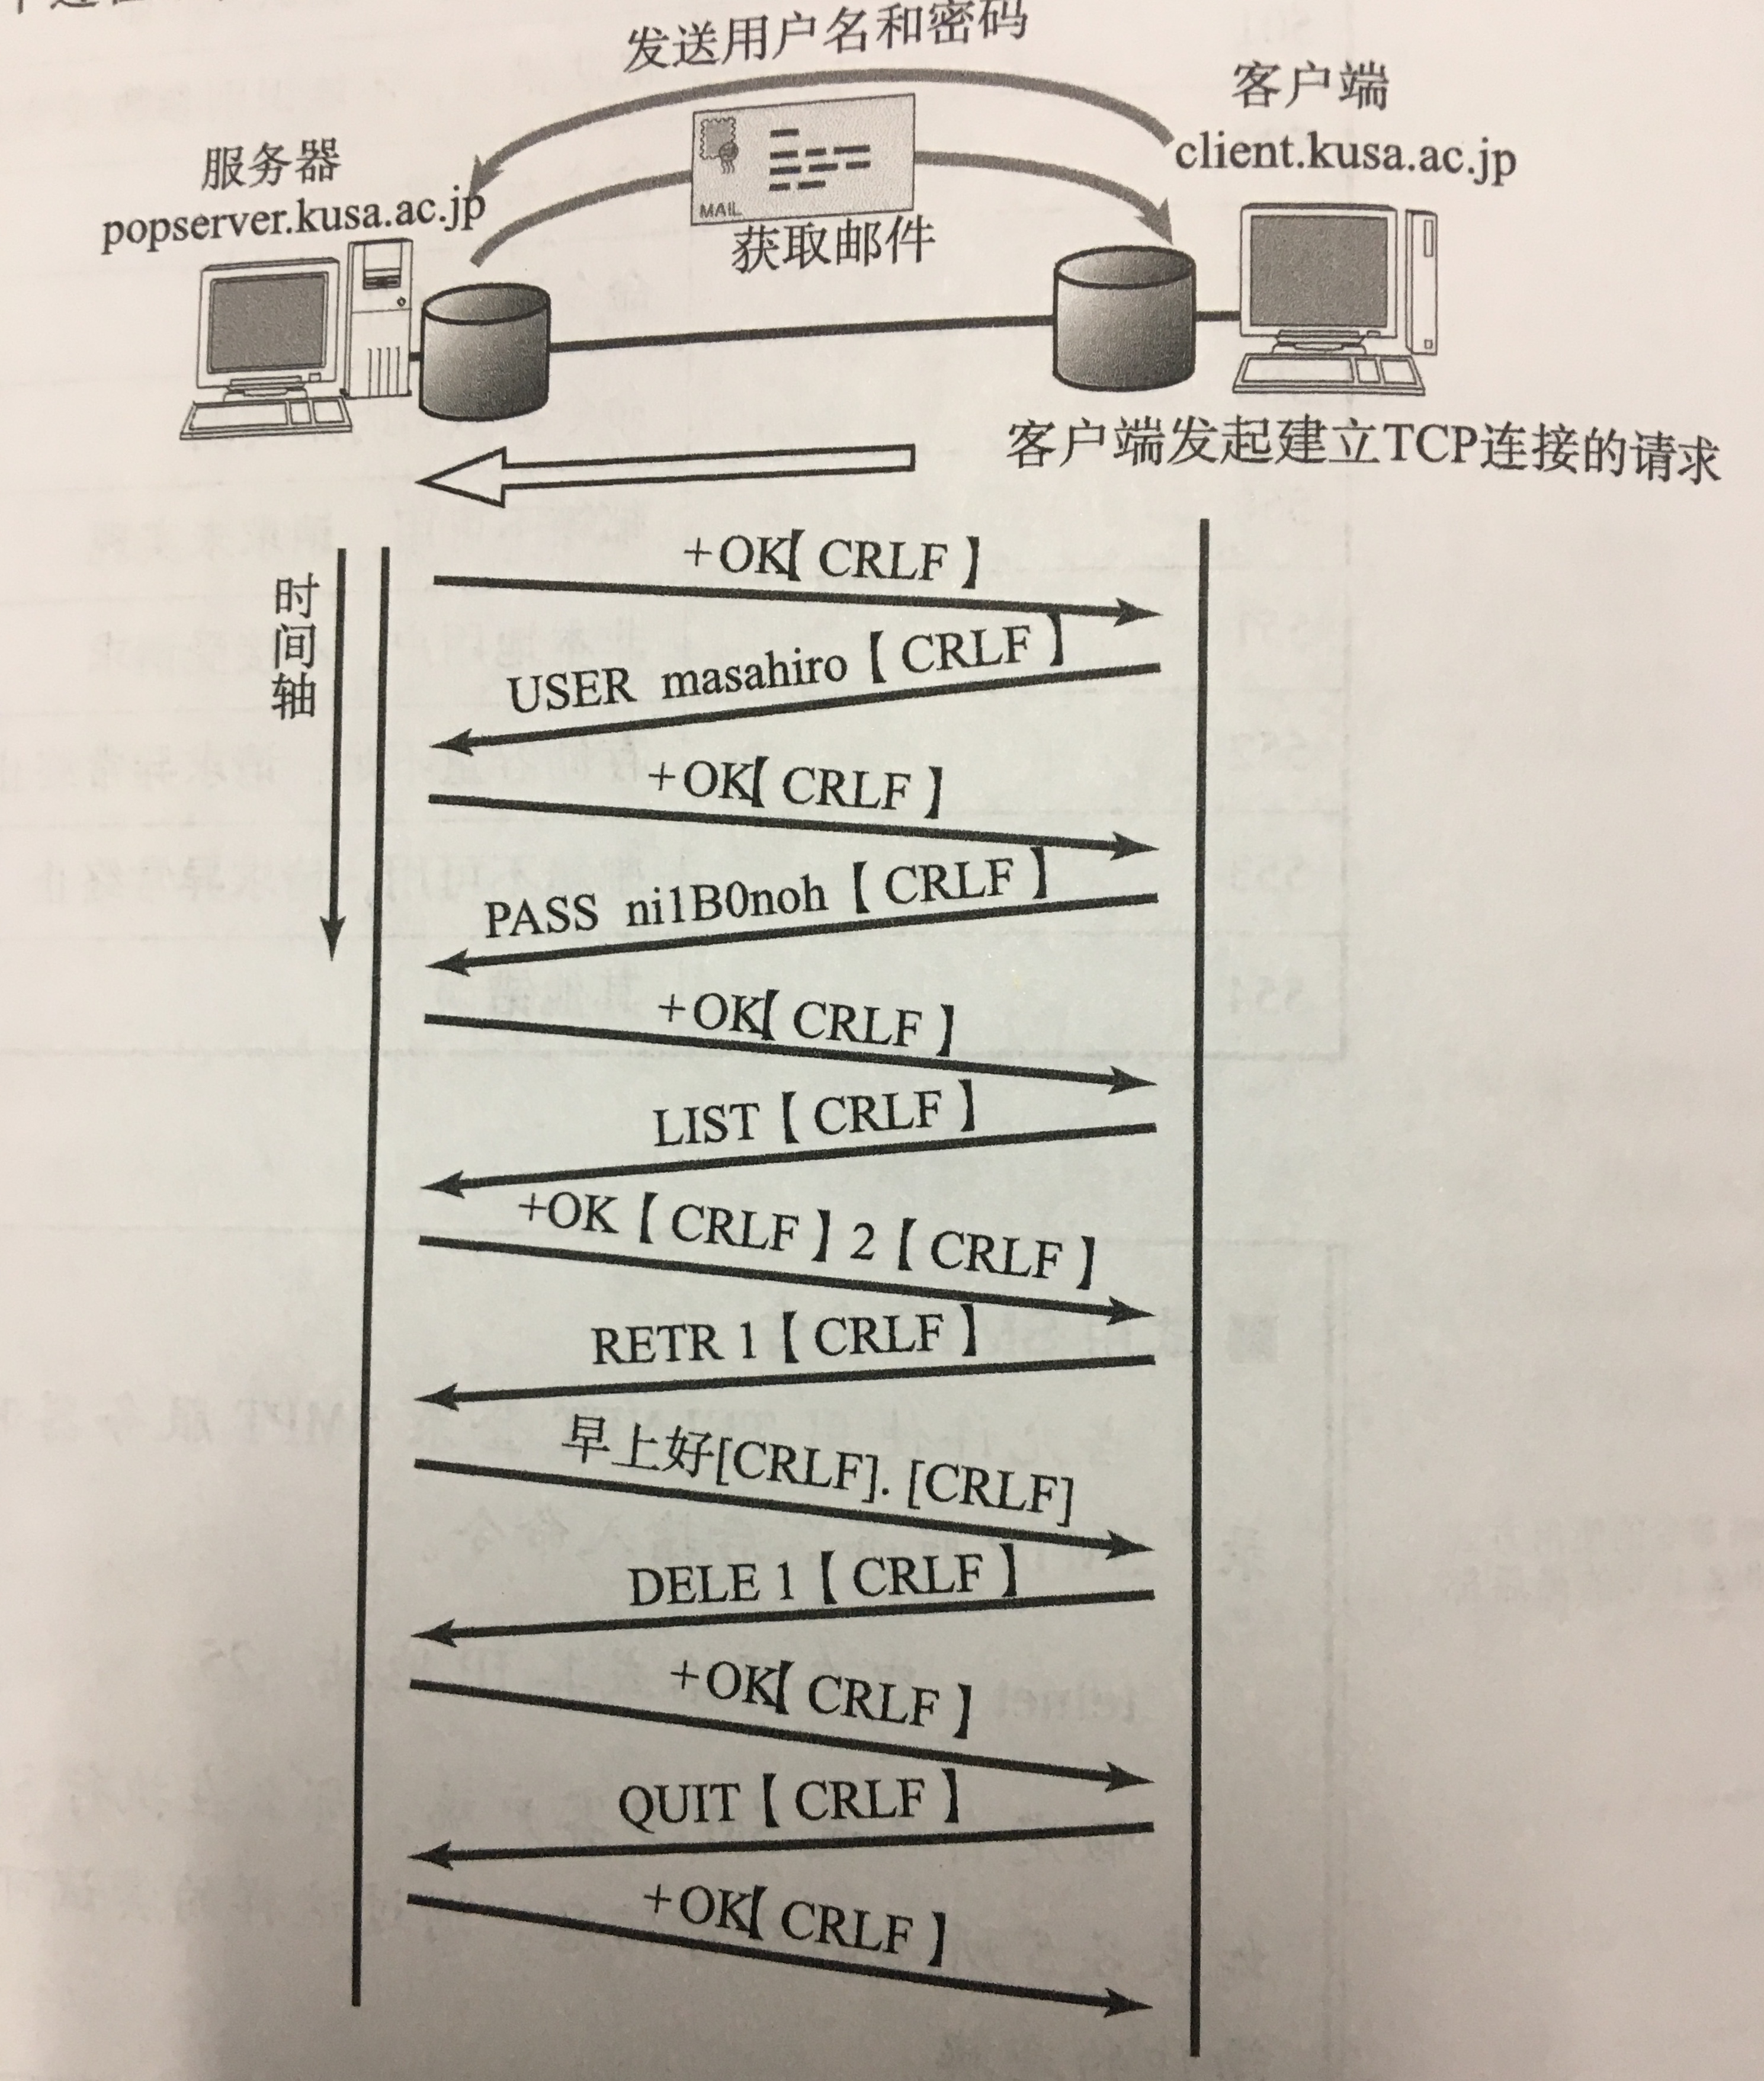 发送用户名和密码
客户端
client.kusa.ac.jp
服务器
popserver.kusa.ac.jp
MAIL
获取邮件
客户端发起建立TCP连接的请求
时间轴
+OK【CRLF】
USER masahiro【CRLF】
+OK【CRLF】
PASS ni1B0noh【CRLF】
+OK【CRLF】
LIST【CRLF】
+OK【CRLF】2【CRLF】
RETR 1【CRLF】
早上好[CRLF]. [CRLF]
DELE 1【CRLF】
+OK【CRLF】
QUIT【CRLF】
+OK【CRLF】